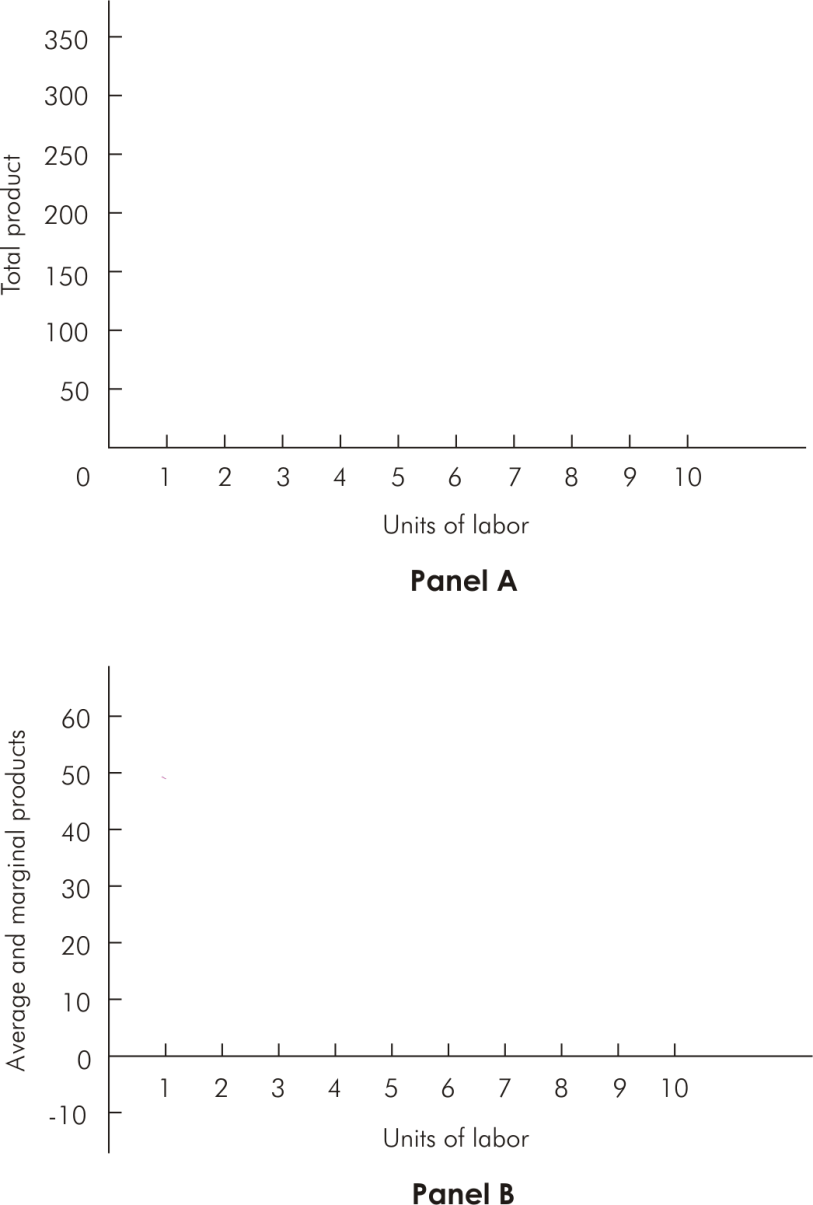 350
300
250
200
150
100
50
Total product
0 1 2 3 4 5 6 7 8 9 10
Units of labor
Panel A
60
50
40
30
20
10
0
-10
Average and marginal products
1 2 3 4 5 6 7 8 9 10
Units of labor
Panel B